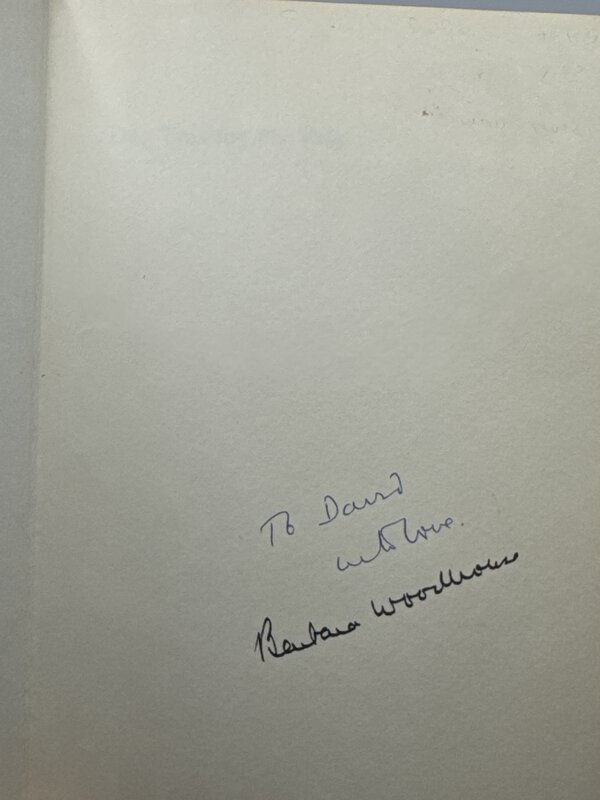 To David
with love.
Barbara Woodhouse